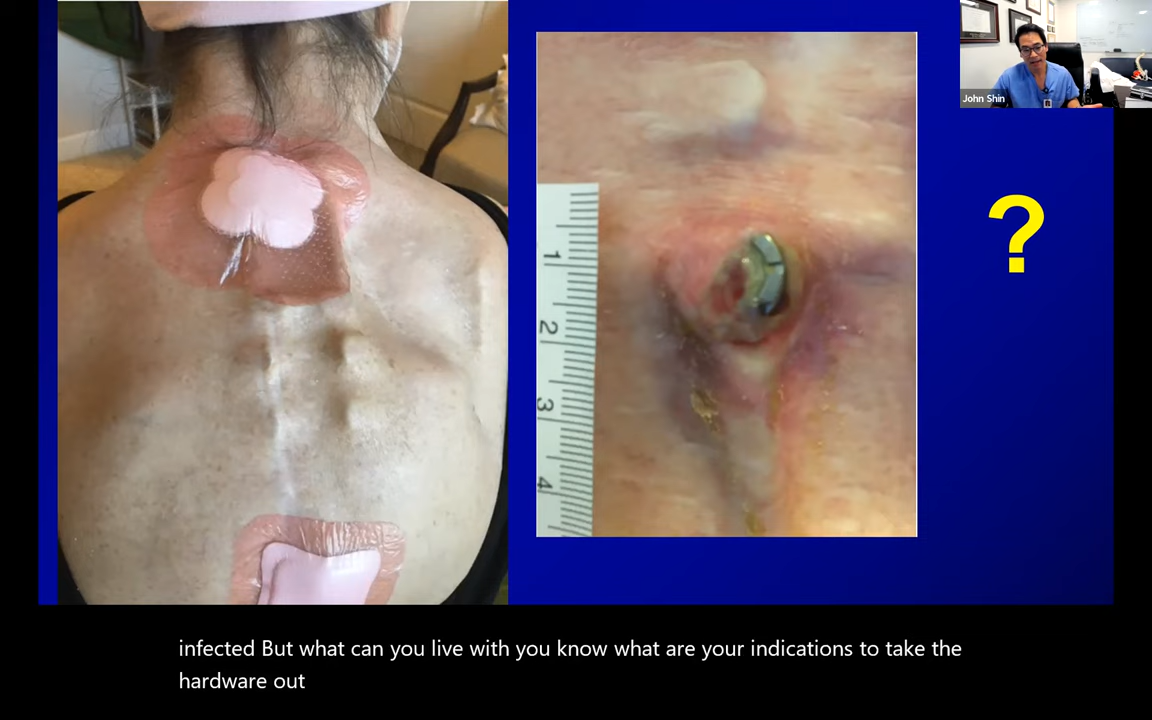 John Shin
?
1
2
3
4
infected But what can you live with you know what are your indications to take the
hardware out